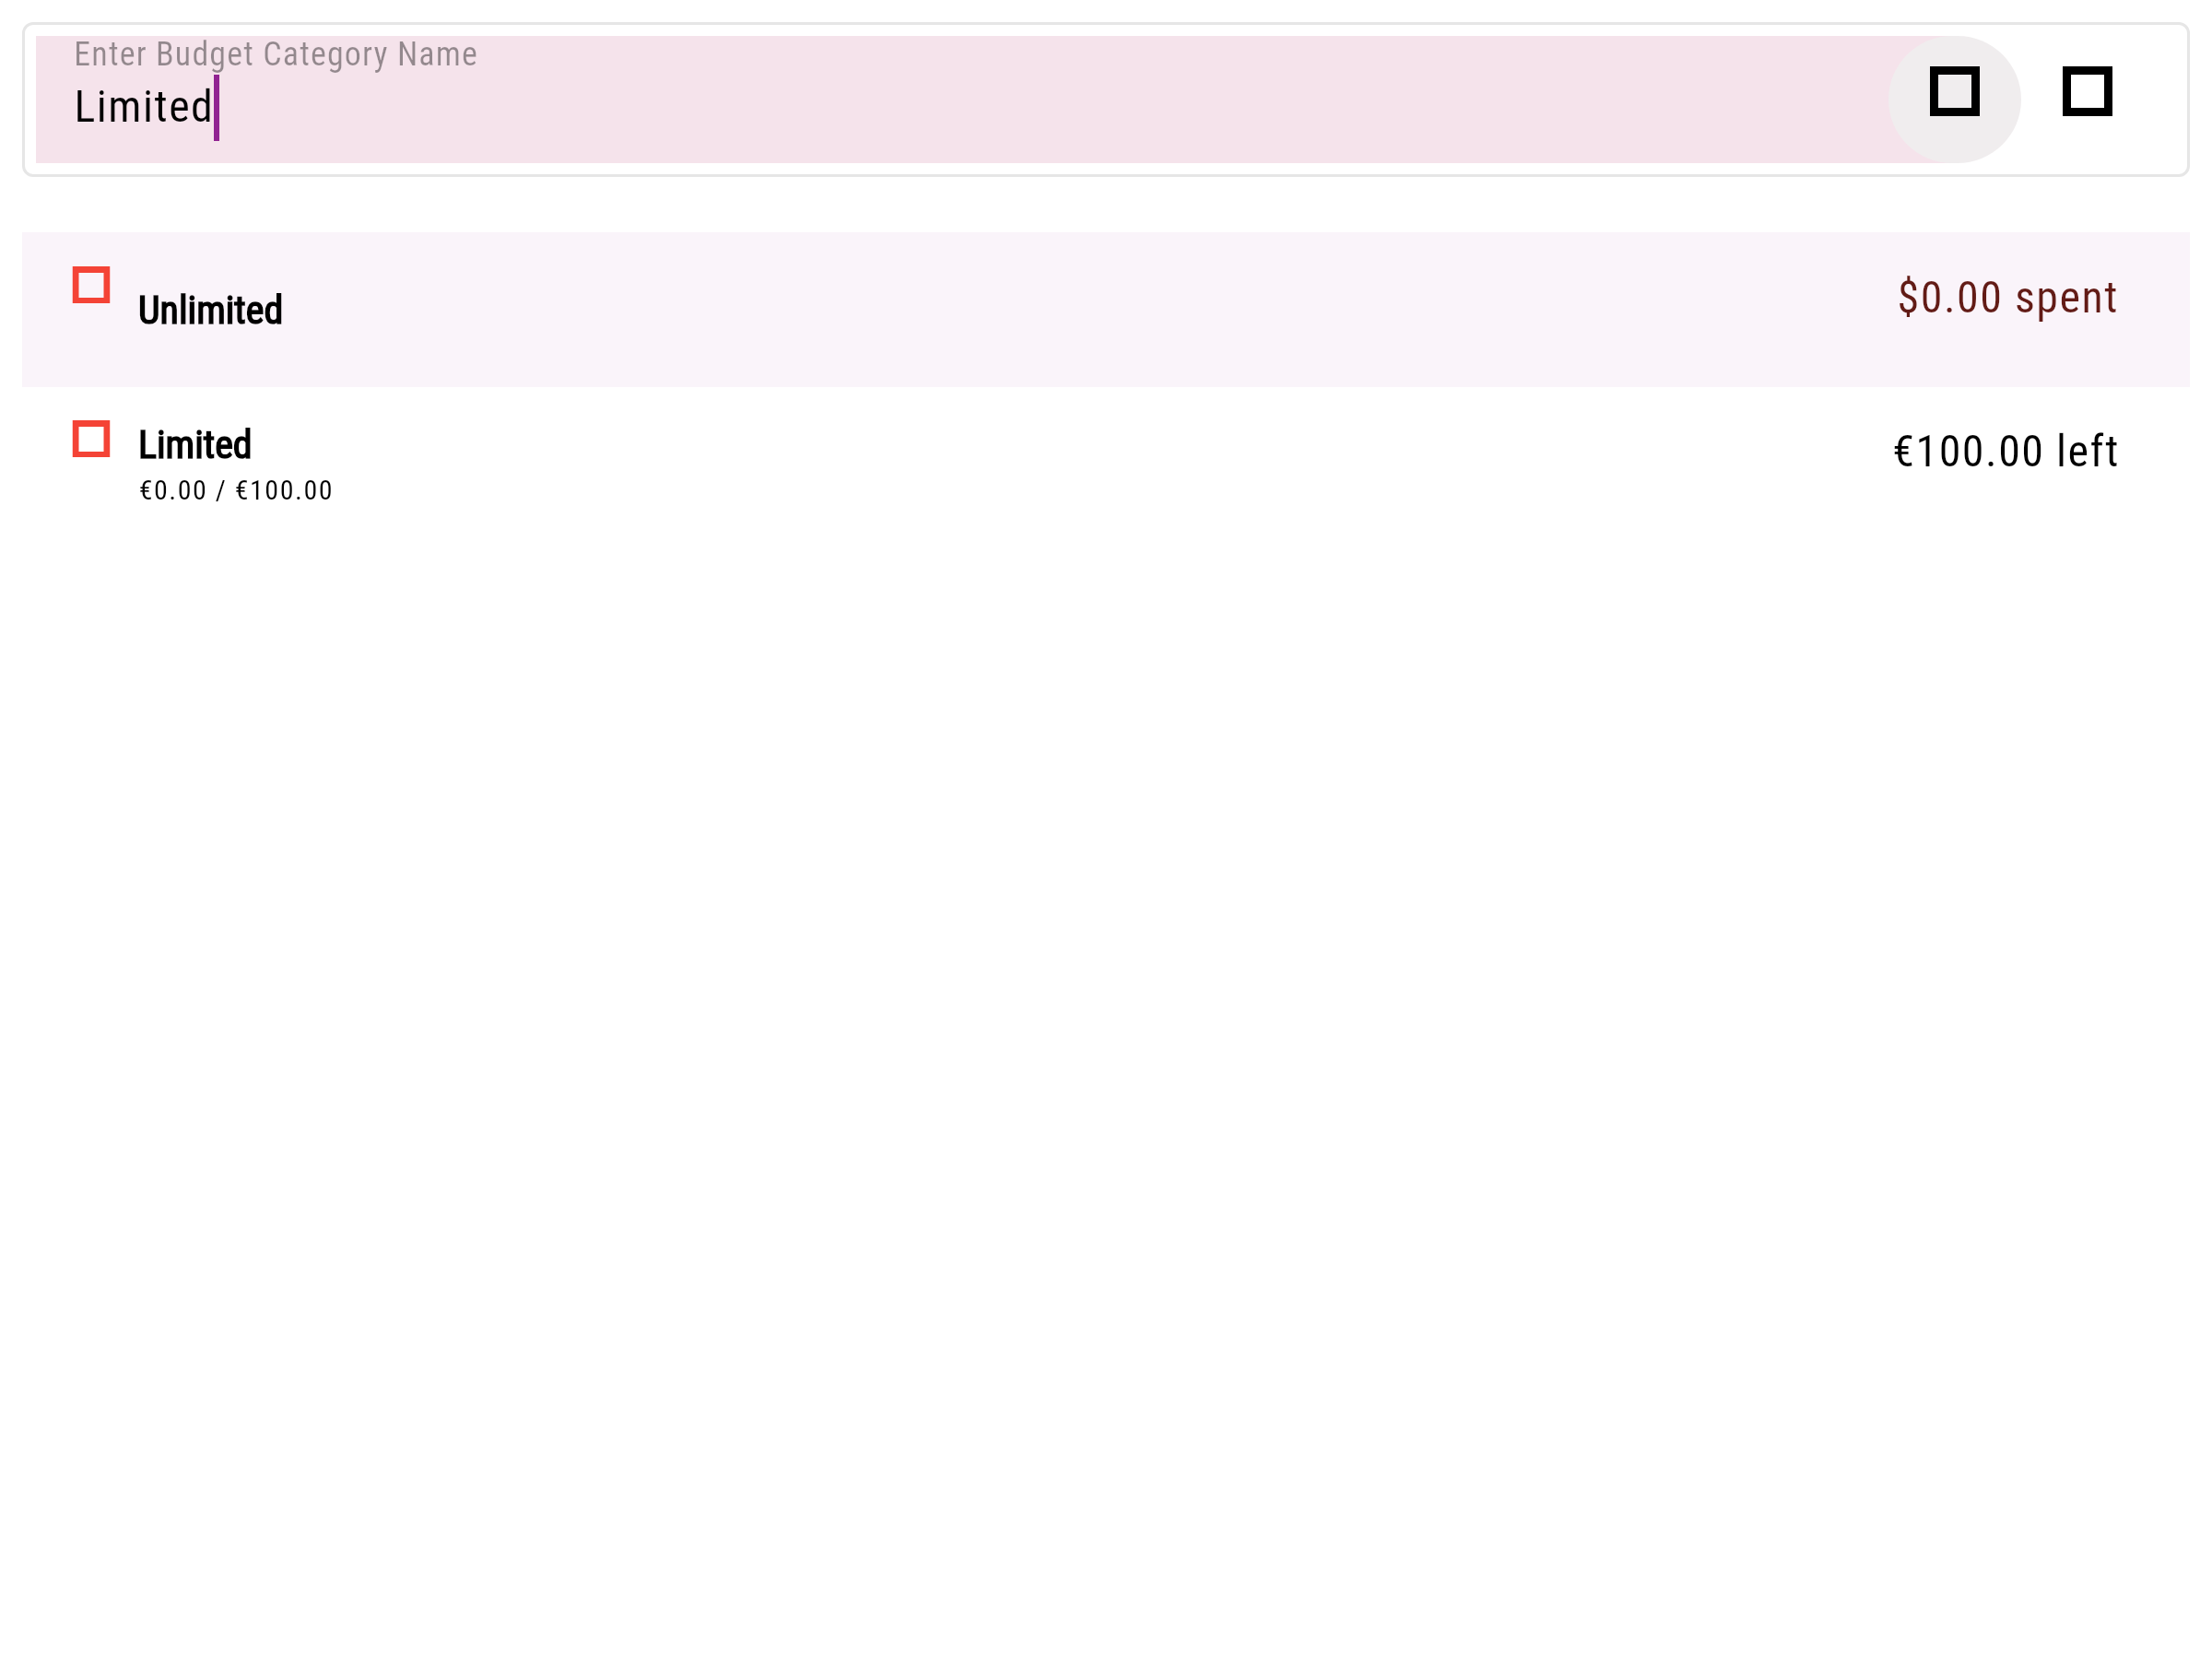 Enter Budget Category Name
Limited
Unlimited
$0.00 spent
Limited
€100.00 left
€0.00 / €100.00